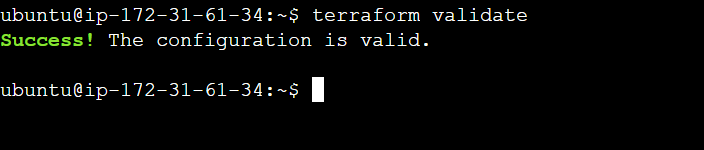 ubuntu@ip-172-31-61-34:~$ terraform validate
Success! The configuration is valid.
ubuntu@ip-172-31-61-34:~$